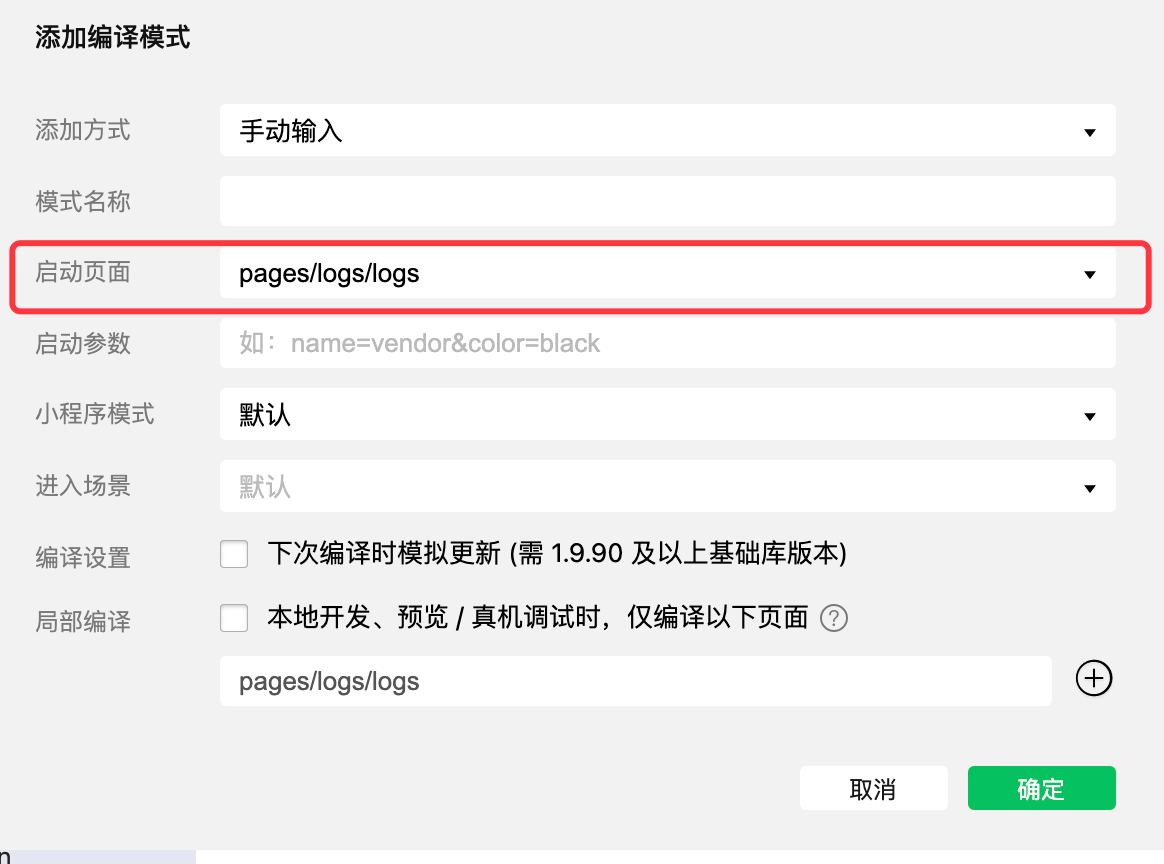 添加编译模式
添加方式 手动输入
模式名称
启动页面 pages/logs/logs
启动参数 如：name=vendor&color=black
小程序模式 默认
进入场景 默认
编译设置 下次编译时模拟更新 (需 1.9.90 及以上基础库版本)
局部编译 本地开发、预览 / 真机调试时，仅编译以下页面 ?
pages/logs/logs
取消 确定